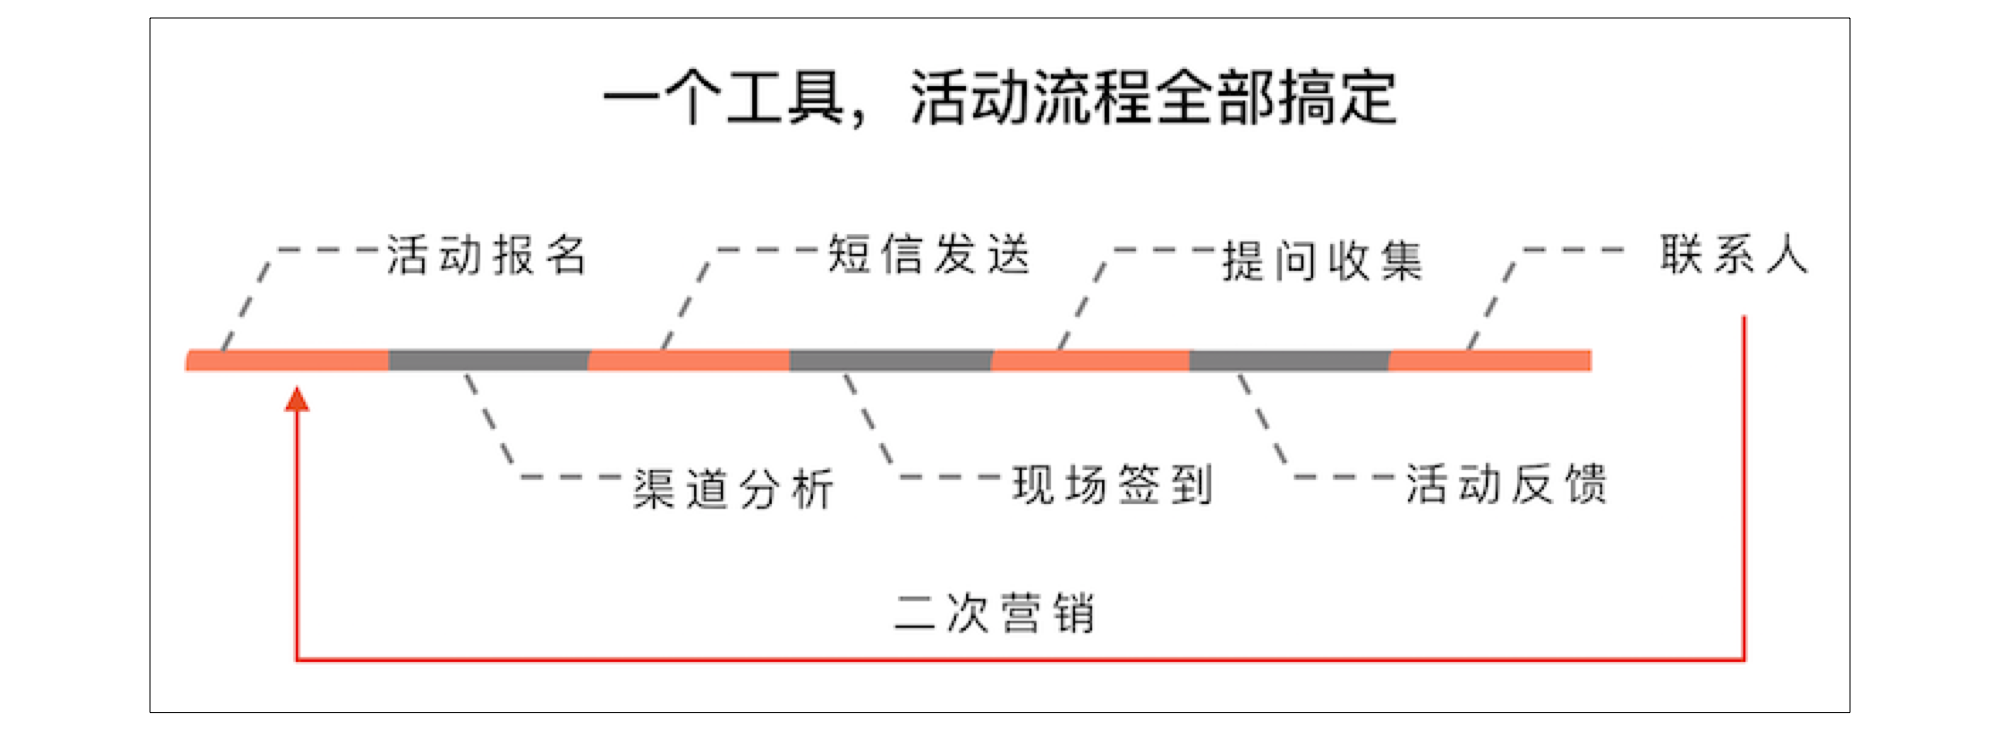 一个工具，活动流程全部搞定
活动报名
短信发送
提问收集
联系人
渠道分析
现场签到
活动反馈
二次营销